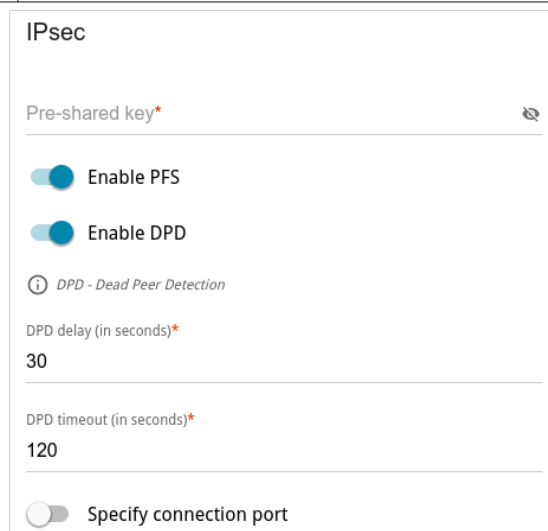 IPsec
Pre-shared key*
Enable PFS
Enable DPD
DPD - Dead Peer Detection
DPD delay (in seconds)*
30
DPD timeout (in seconds)*
120
Specify connection port